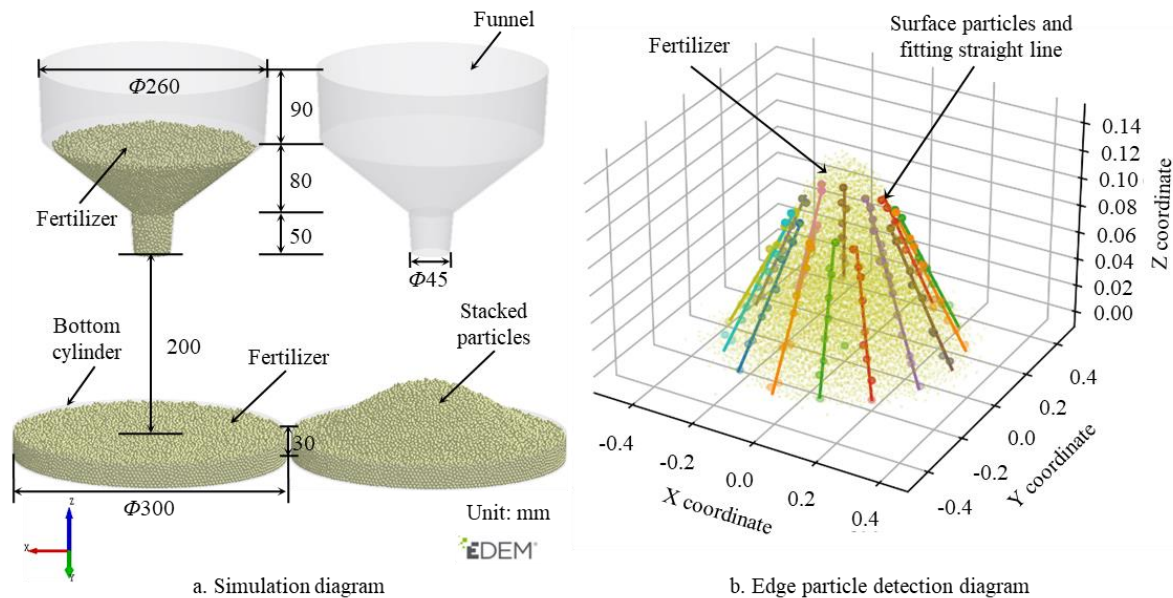 Funnel
Φ260
90
Fertilizer
80
50
Φ45
Bottom
cylinder
200
Fertilizer
Stacked
particles
30
Φ300
Unit: mm
Z
X
Y
EDEM®
a. Simulation diagram
Surface particles and
fitting straight line
Fertilizer
0.14
0.12
0.10
0.08
0.06
0.04
0.02
0.00
Z coordinate
0.4
0.2
0.0
-0.2
-0.4
Y coordinate
-0.4
-0.2
0.0
0.2
0.4
X coordinate
b. Edge particle detection diagram